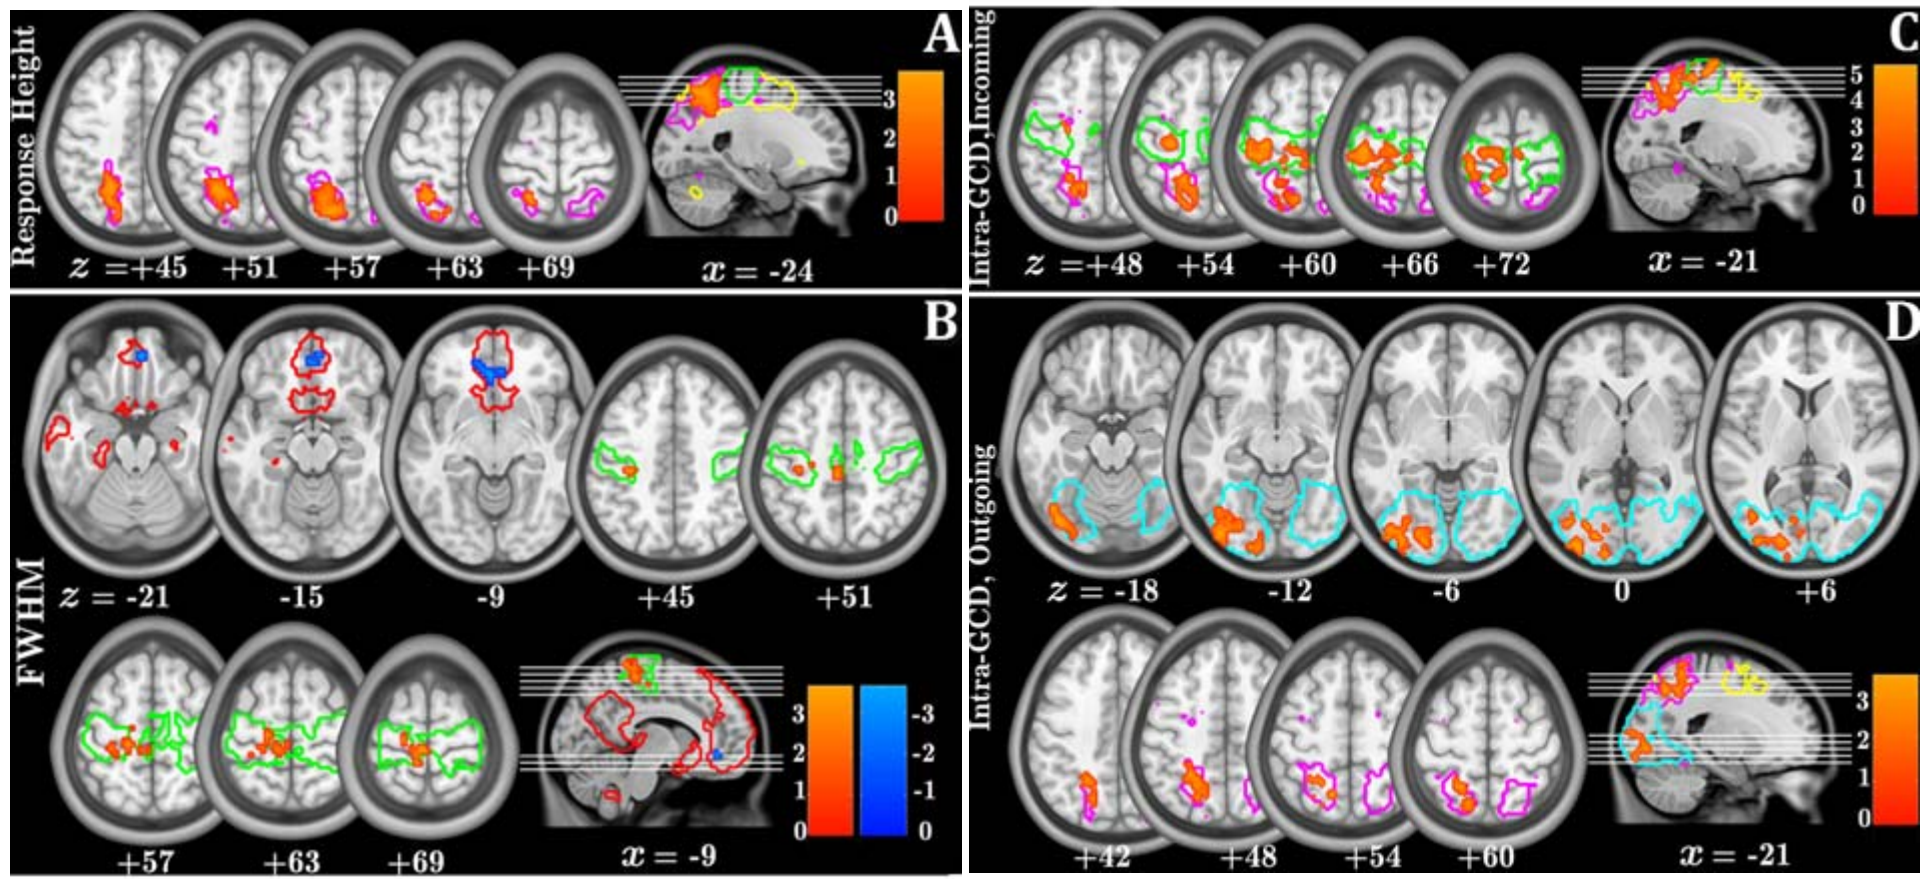 A
Response Height
3
2
1
0
z =+45 +51 +57 +63 +69 x = -24
B
FWHM
z = -21 -15 -9 +45 +51
3 -3
2 -2
1 -1
0 0
+57 +63 +69 x = -9
C
Intra-GCD,Incoming
5
4
3
2
1
0
z =+48 +54 +60 +66 +72 x = -21
D
Intra-GCD, Outgoing
z = -18 -12 -6 0 +6
3
2
1
0
+42 +48 +54 +60 x = -21